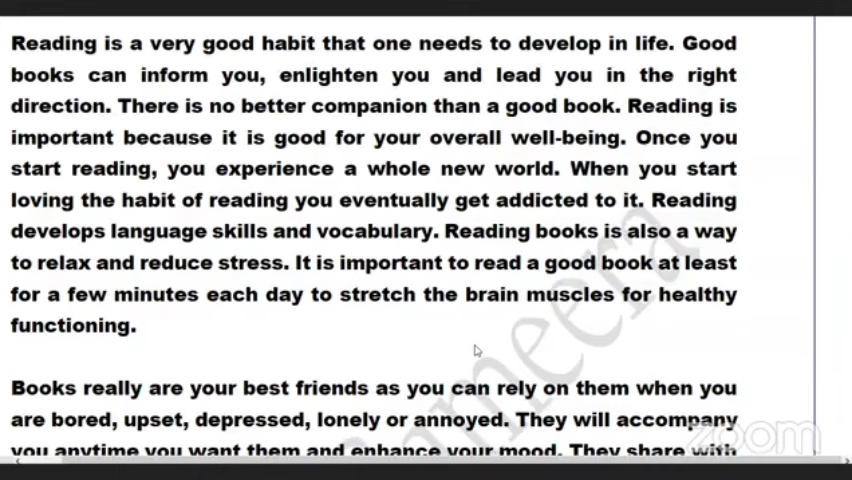 Reading is a very good habit that one needs to develop in life. Good
books can inform you, enlighten you and lead you in the right
direction. There is no better companion than a good book. Reading is
important because it is good for your overall well-being. Once you
start reading, you experience a whole new world. When you start
loving the habit of reading you eventually get addicted to it. Reading
develops language skills and vocabulary. Reading books is also a way
to relax and reduce stress. It is important to read a good book at least
for a few minutes each day to stretch the brain muscles for healthy
functioning.
Books really are your best friends as you can rely on them when you
are bored, upset, depressed, lonely or annoyed. They will accompany
you anytime you want them and enhance your mood. They share with
zoom